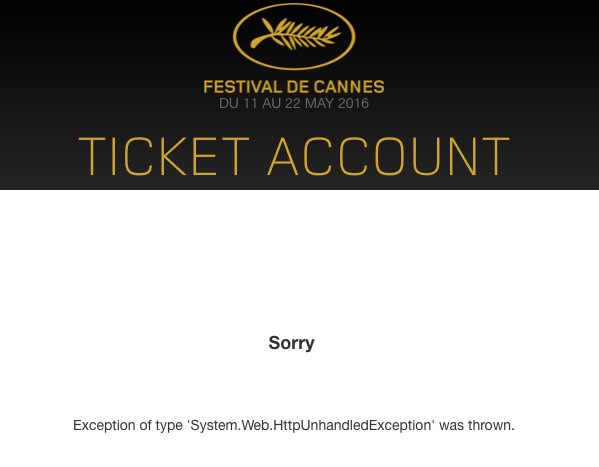 FESTIVAL DE CANNES
DU 11 AU 22 MAY 2016
TICKET ACCOUNT
Sorry
Exception of type 'System.Web.HttpUnhandledException' was thrown.